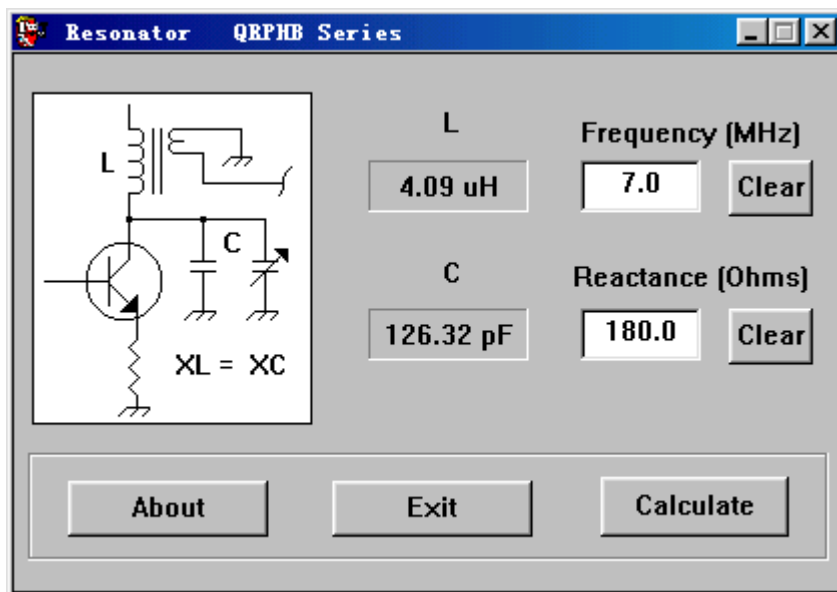 Resonator QRPHB Series
L
C
XL = XC
L
4.09 uH
Frequency (MHz)
7.0
Clear
C
126.32 pF
Reactance (Ohms)
180.0
Clear
About
Exit
Calculate